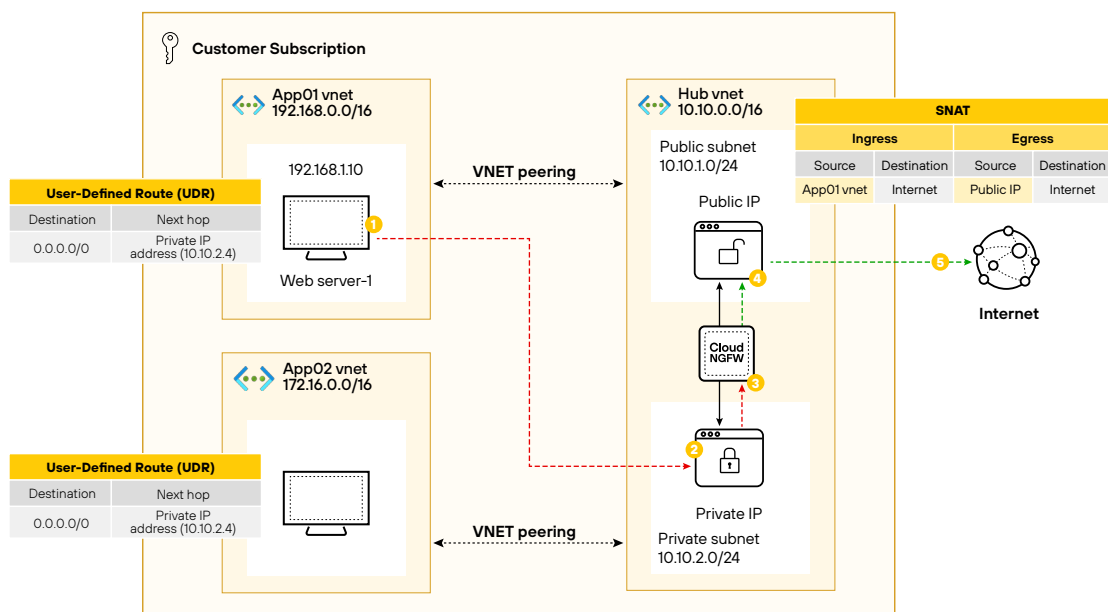 Customer Subscription
App01 vnet
192.168.0.0/16
192.168.1.10
1
Web server-1
User-Defined Route (UDR)
Destination Next hop
0.0.0.0/0 Private IP
address (10.10.2.4)
VNET peering
Hub vnet
10.10.0.0/16
Public subnet
10.10.1.0/24
Public IP
4
Cloud
NGFW
3
2
Private IP
Private subnet
10.10.2.0/24
SNAT
Ingress Egress
Source Destination Source Destination
App01 vnet Internet Public IP Internet
5
Internet
App02 vnet
172.16.0.0/16
User-Defined Route (UDR)
Destination Next hop
0.0.0.0/0 Private IP
address (10.10.2.4)
VNET peering